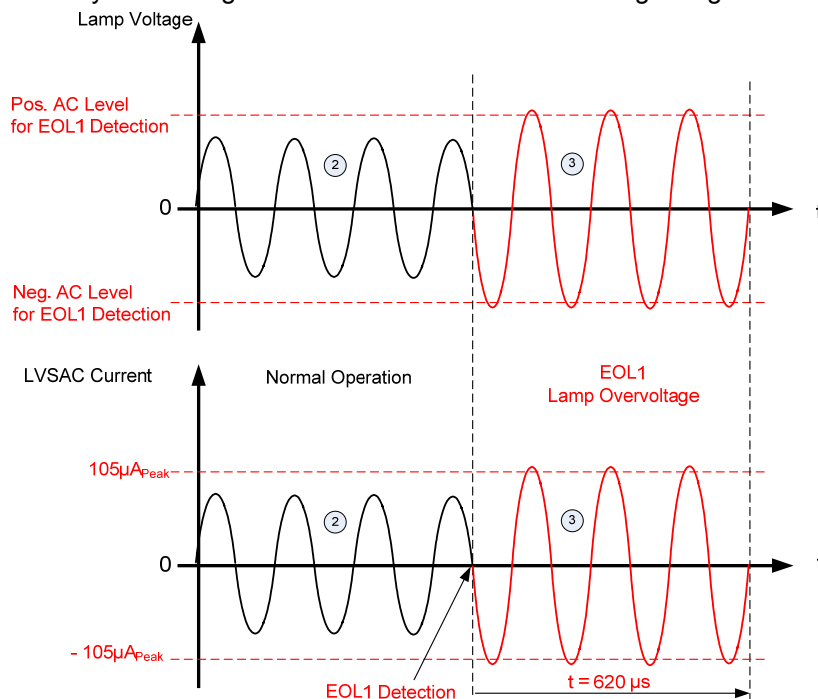 Lamp Voltage
Pos. AC Level
for EOL1 Detection
2
3
0
t
Neg. AC Level
for EOL1 Detection
LVSAC Current
Normal Operation
EOL1
Lamp Overvoltage
105µAPeak
2
3
0
- 105µAPeak
t = 620 µs
EOL1 Detection